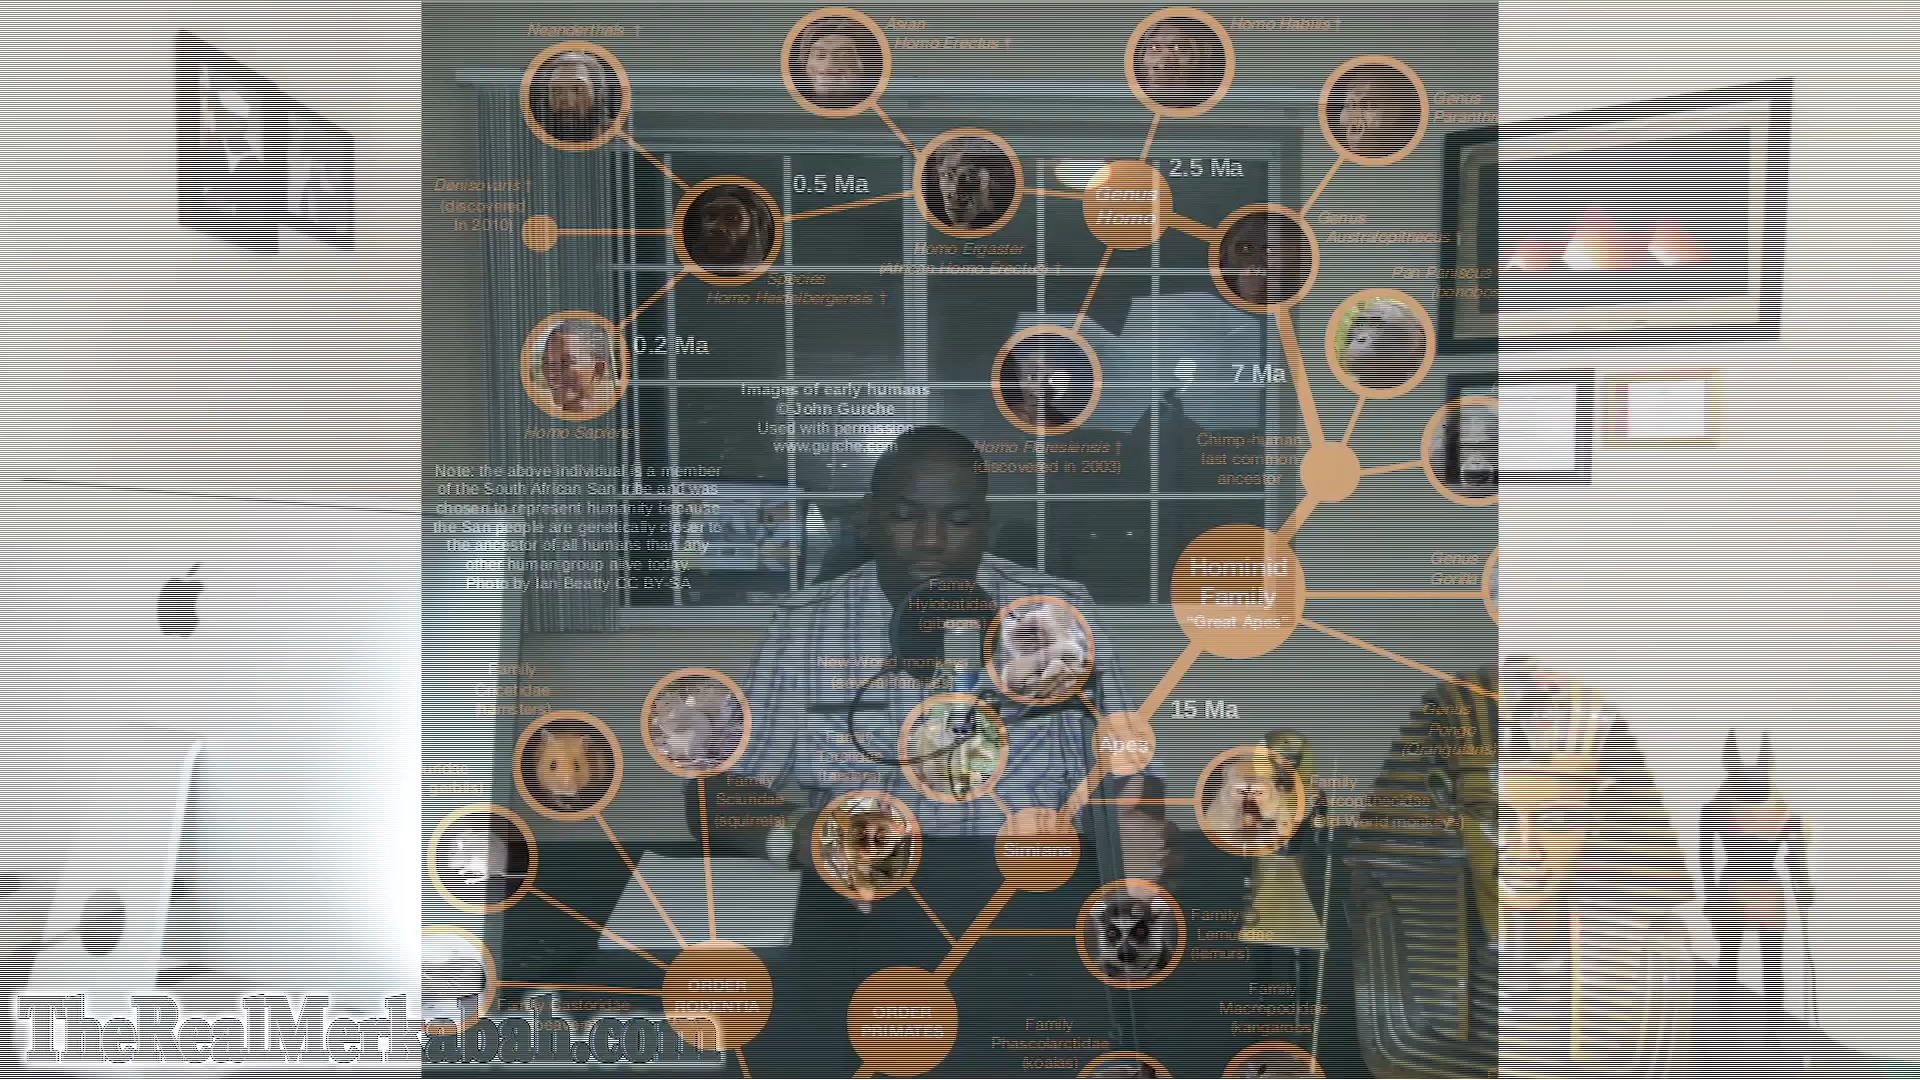 Neanderthals †
Asian
Homo Erectus †
Homo Habilis †
Genus
0.5 Ma
2.5 Ma
Genus
Homo
Denisovans †
(discovered
in 2010)
Genus
Australopithecus †
Homo Ergaster
(African Homo Erectus) †
Species
Homo Heidelbergensis †
Pan Paniscus
0.2 Ma
7 Ma
Images of early humans
© John Gurche
Used with permission
www.gurche.com
Homo Sapiens
Homo Floresiensis †
(discovered in 2003)
Chimp-human
last common
ancestor
Note: the above individual is a member
of the South African San tribe and was
chosen to represent humanity because
the San people are genetically closer to
the ancestor of all humans than any
other human group alive today.
Photo by Ian Beatty CC BY-SA
Hominid
Family
"Great Apes"
Genus
Gorilla
Family
Hylobatidae
(gibbons)
New World monkeys
Family
(hamsters)
15 Ma
Apes
Genus
Pongo
(Orangutans)
Family
Sciuridae
(squirrels)
Family
Cercopithecidae
(Old World monkeys)
Simians
Family
Lemuridae
(lemurs)
ORDER
RODENTIA
ORDER
PRIMATES
Family Castoridae
Family
Macropodidae
(kangaroos)
Family
Phascolarctidae
(koalas)
TheRealMerkabah.com